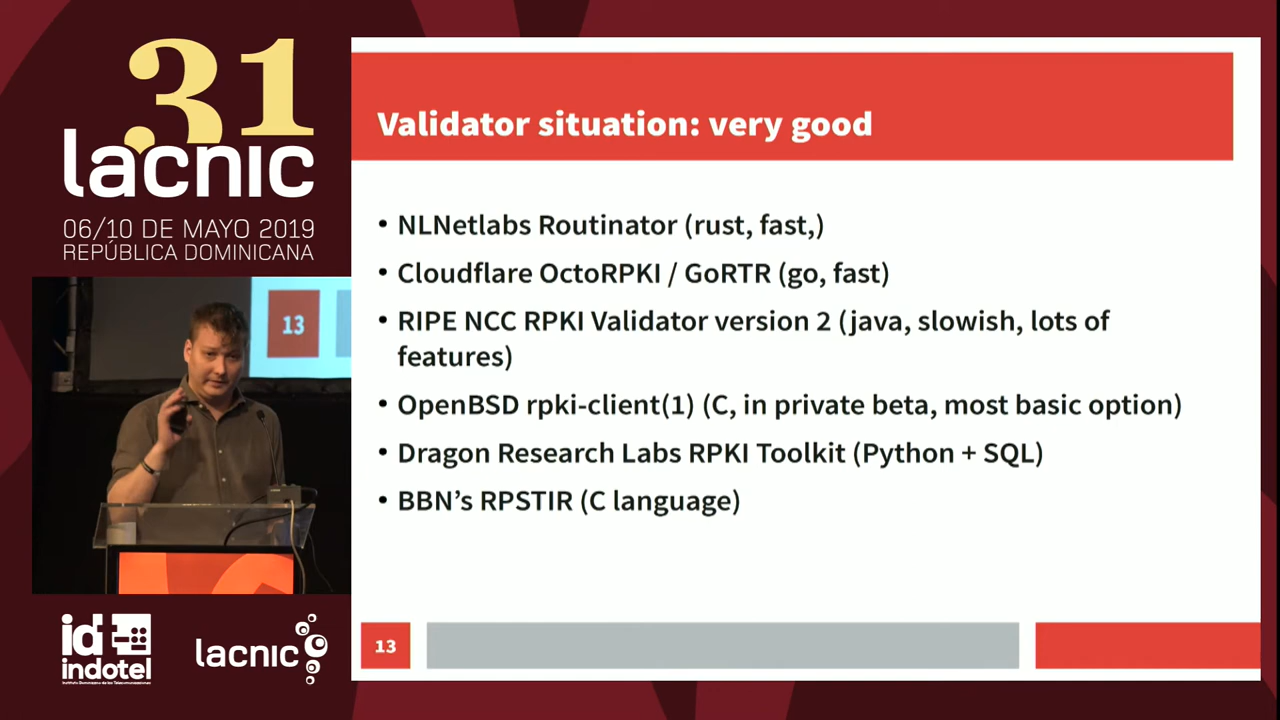 31
lacnic
06/10 DE MAYO 2019
REPÚBLICA DOMINICANA
13
id
indotel
lacnic
Validator situation: very good
• NLNetlabs Routinator (rust, fast,)
• Cloudflare OctoRPKI / GoRTR (go, fast)
• RIPE NCC RPKI Validator version 2 (java, slowish, lots of
features)
• OpenBSD rpki-client(1) (C, in private beta, most basic option)
• Dragon Research Labs RPKI Toolkit (Python + SQL)
• BBN’s RPSTIR (C language)
13